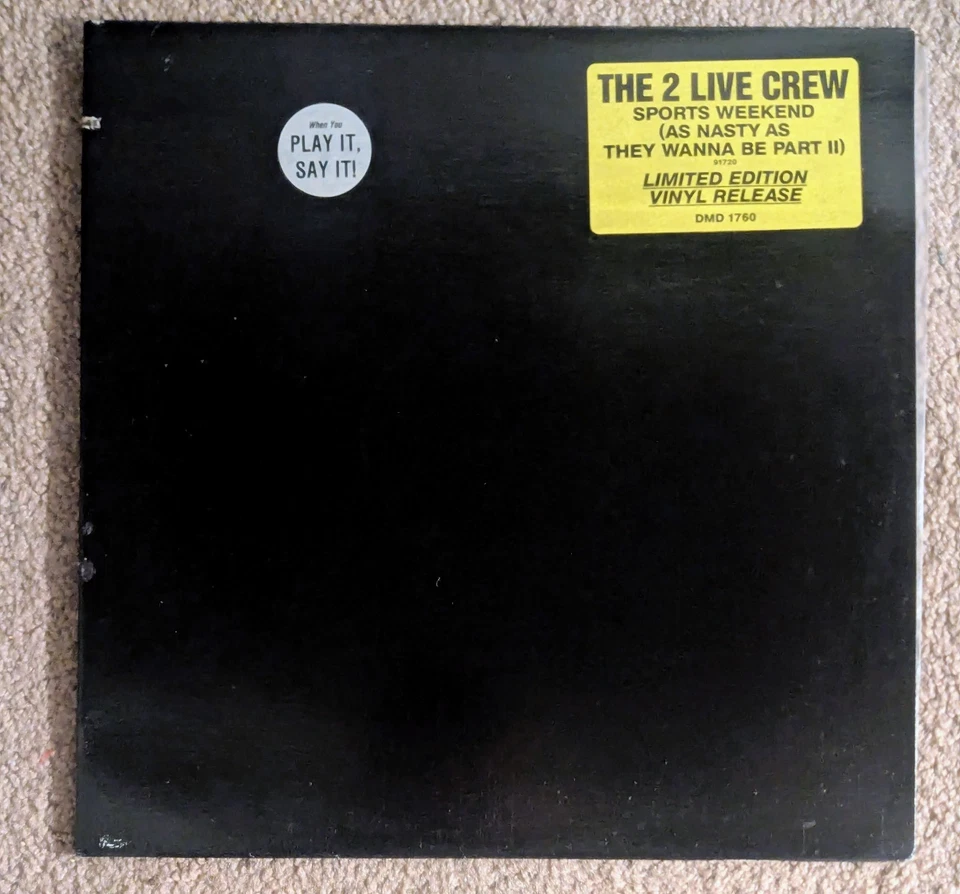 When You
PLAY IT,
SAY IT!
THE 2 LIVE CREW
SPORTS WEEKEND
(AS NASTY AS
THEY WANNA BE PART II)
91720
LIMITED EDITION
VINYL RELEASE
DMD 1760